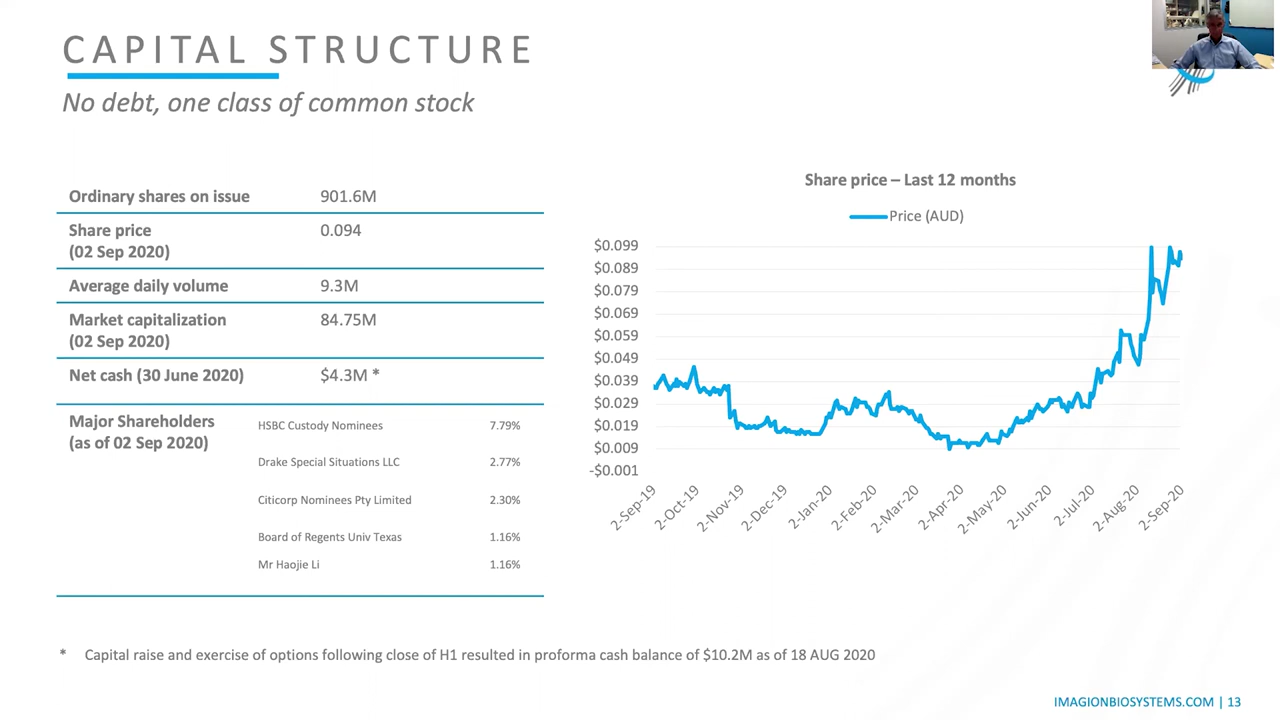 CAPITAL STRUCTURE
No debt, one class of common stock
Ordinary shares on issue 901.6M
Share price 0.094
(02 Sep 2020)
Average daily volume 9.3M
Market capitalization 84.75M
(02 Sep 2020)
Net cash (30 June 2020) $4.3M *
Major Shareholders
(as of 02 Sep 2020)
HSBC Custody Nominees 7.79%
Drake Special Situations LLC 2.77%
Citicorp Nominees Pty Limited 2.30%
Board of Regents Univ Texas 1.16%
Mr Haojie Li 1.16%
Share price – Last 12 months
Price (AUD)
$0.099
$0.089
$0.079
$0.069
$0.059
$0.049
$0.039
$0.029
$0.019
$0.009
-$0.001
2-Sep-19
2-Oct-19
2-Nov-19
2-Dec-19
2-Jan-20
2-Feb-20
2-Mar-20
2-Apr-20
2-May-20
2-Jun-20
2-Jul-20
2-Aug-20
2-Sep-20
* Capital raise and exercise of options following close of H1 resulted in proforma cash balance of $10.2M as of 18 AUG 2020
IMAGIONBIOSYSTEMS.COM | 13